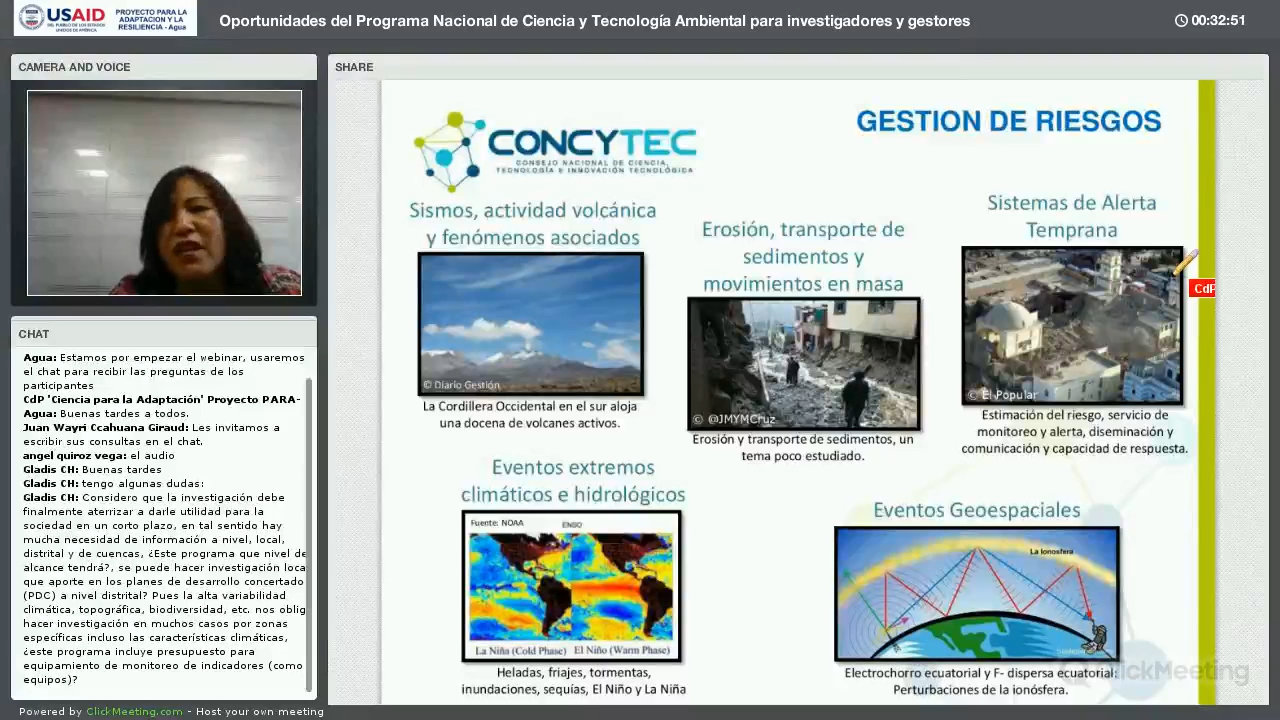 USAID
DEL PUEBLO DE LOS ESTADOS
UNIDOS DE AMÉRICA
PROYECTO PARA LA
ADAPTACIÓN Y LA
RESILIENCIA - Agua
Oportunidades del Programa Nacional de Ciencia y Tecnología Ambiental para investigadores y gestores
00:32:51
CAMERA AND VOICE
SHARE
CHAT
Agua: Estamos por empezar el webinar, usaremos
el chat para recibir las preguntas de los
participantes
CdP 'Ciencia para la Adaptación' Proyecto PARA-
Agua: Buenas tardes a todos.
Juan Wayri Ccahuana Giraud: Les invitamos a
escribir sus consultas en el chat.
angel quiroz vega: el audio
Gladis CH: Buenas tardes
Gladis CH: tengo algunas dudas:
Gladis CH: Considero que la investigación debe
finalmente aterrizar a darle utilidad para la
sociedad en un corto plazo, en tal sentido hay
mucha necesidad de información a nivel, local,
distrital y de cuencas, ¿Este programa que nivel de
alcance tendrá?, se puede hacer investigación loca
que aporte en los planes de desarrollo concertado
(PDC) a nivel distrital? Pues la alta variabilidad
climática, topográfica, biodiversidad, etc. nos oblig
hacer investigación en muchos casos por zonas
específicas incluso las características climáticas,
¿este programa incluye presupuesto para
equipamiento de monitoreo de indicadores (como
equipos)?
CONCYTEC
CONSEJO NACIONAL DE CIENCIA,
TECNOLOGÍA E INNOVACIÓN TECNOLÓGICA
GESTION DE RIESGOS
Sismos, actividad volcánica
y fenómenos asociados
© Diario Gestión
La Cordillera Occidental en el sur aloja
una docena de volcanes activos.
Erosión, transporte de
sedimentos y
movimientos en masa
© @JMYMCruz
Erosión y transporte de sedimentos, un
tema poco estudiado.
Sistemas de Alerta
Temprana
CdP
© El Popular
Estimación del riesgo, servicio de
monitoreo y alerta, diseminación y
comunicación y capacidad de respuesta.
Eventos extremos
climáticos e hidrológicos
Fuente: NOAA
ENSO
La Niña (Cold Phase) El Niño (Warm Phase)
Heladas, friajes, tormentas,
inundaciones, sequías, El Niño y La Niña
Eventos Geoespaciales
La Ionosfera
Electrochorro ecuatorial y F- dispersa ecuatorial:
Perturbaciones de la ionósfera.
ClickMeeting
Powered by ClickMeeting.com - Host your own meeting